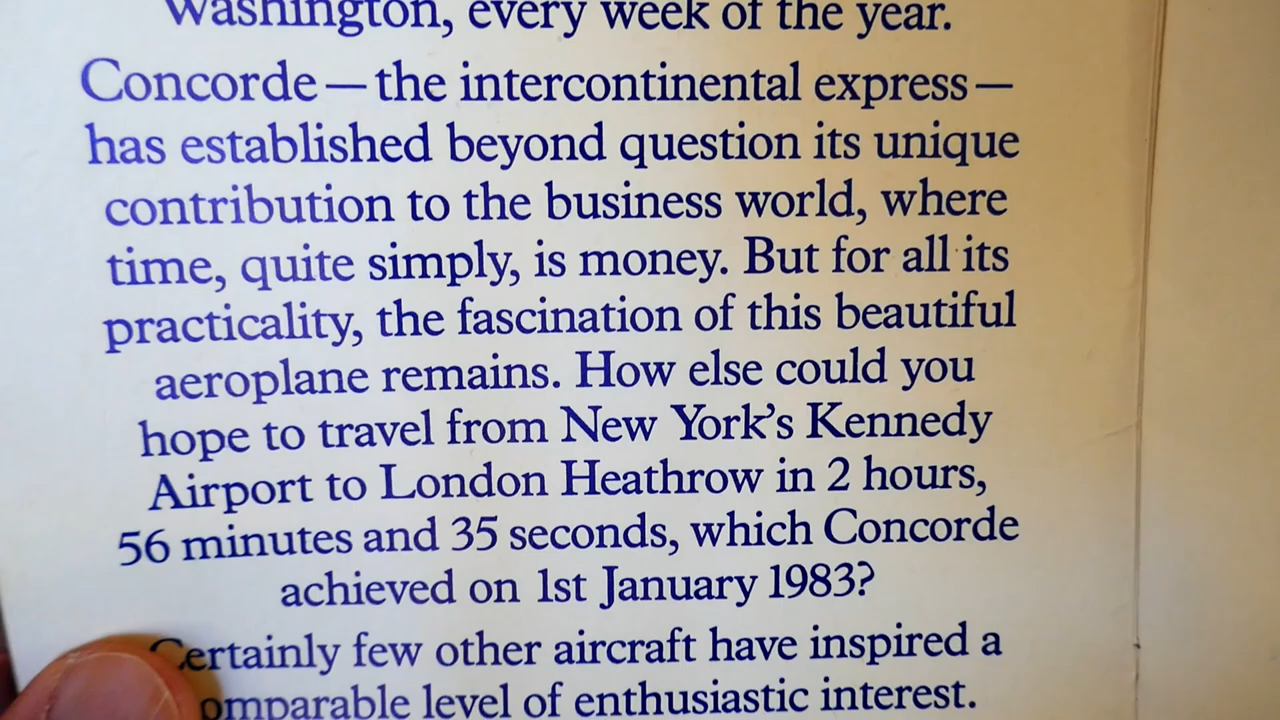 Washington, every week of the year.
Concorde — the intercontinental express —
has established beyond question its unique
contribution to the business world, where
time, quite simply, is money. But for all its
practicality, the fascination of this beautiful
aeroplane remains. How else could you
hope to travel from New York's Kennedy
Airport to London Heathrow in 2 hours,
56 minutes and 35 seconds, which Concorde
achieved on 1st January 1983?
Certainly few other aircraft have inspired a
omparable level of enthusiastic interest.